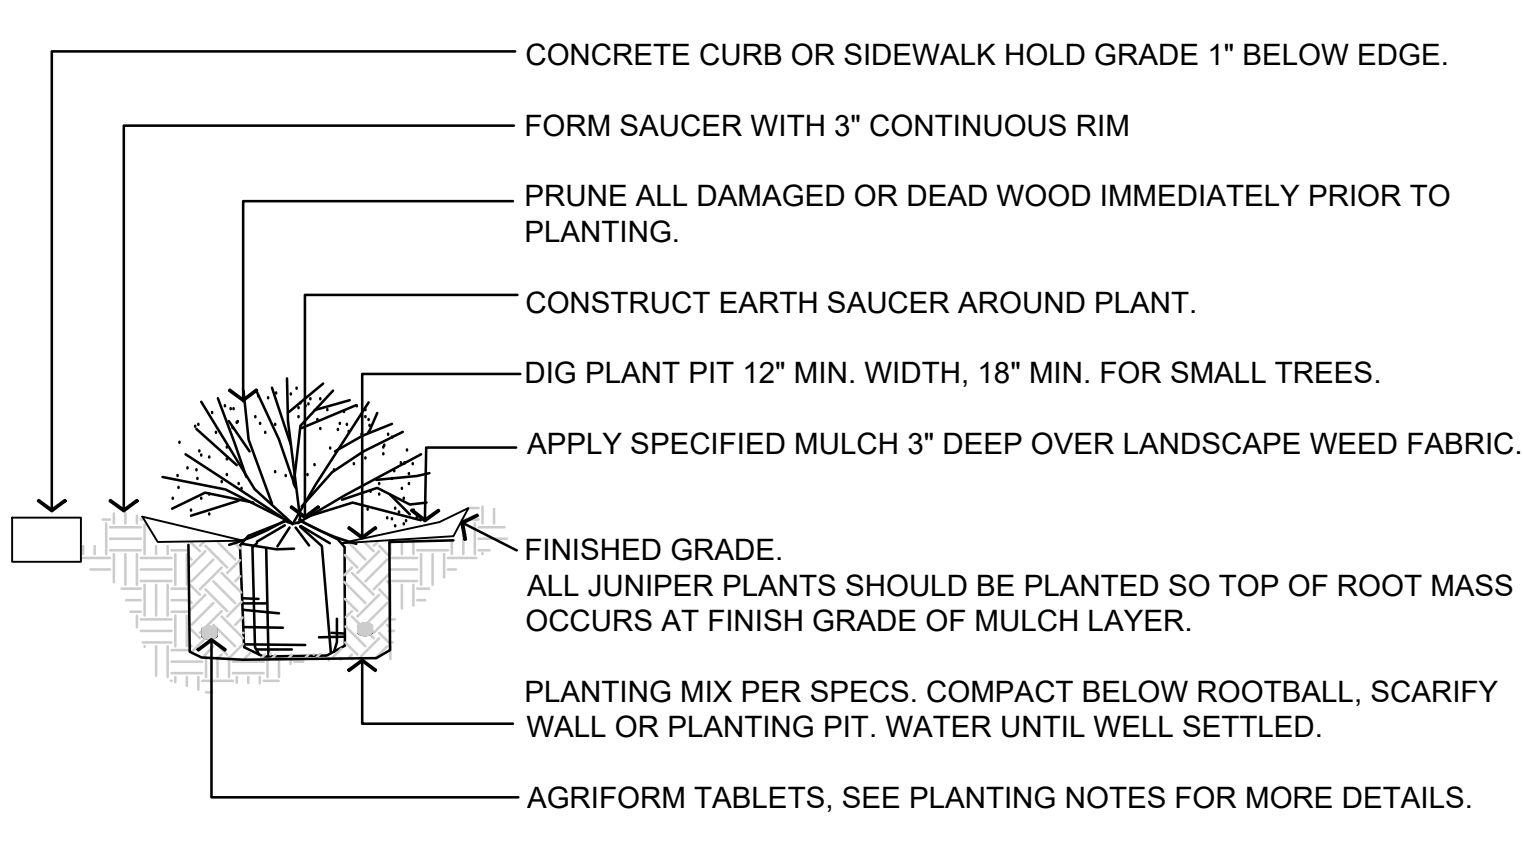 CONCRETE CURB OR SIDEWALK HOLD GRADE 1" BELOW EDGE.
FORM SAUCER WITH 3" CONTINUOUS RIM
PRUNE ALL DAMAGED OR DEAD WOOD IMMEDIATELY PRIOR TO
PLANTING.
CONSTRUCT EARTH SAUCER AROUND PLANT.
DIG PLANT PIT 12" MIN. WIDTH, 18" MIN. FOR SMALL TREES.
APPLY SPECIFIED MULCH 3" DEEP OVER LANDSCAPE WEED FABRIC.
FINISHED GRADE.
ALL JUNIPER PLANTS SHOULD BE PLANTED SO TOP OF ROOT MASS
OCCURS AT FINISH GRADE OF MULCH LAYER.
PLANTING MIX PER SPECS. COMPACT BELOW ROOTBALL, SCARIFY
WALL OR PLANTING PIT. WATER UNTIL WELL SETTLED.
AGRIFORM TABLETS, SEE PLANTING NOTES FOR MORE DETAILS.